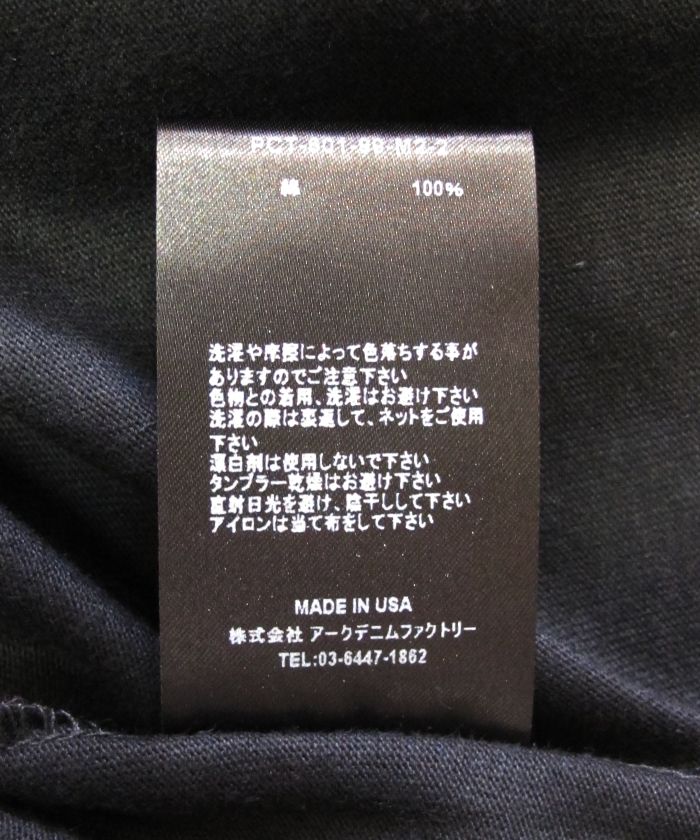 PCT-801-99-M2-2
綿 100%
洗濯や摩擦によって色落ちする事が
ありますのでご注意下さい
色物との着用、洗濯はお避け下さい
洗濯の際は裏返して、ネットをご使用
下さい
漂白剤は使用しないで下さい
タンブラー乾燥はお避け下さい
直射日光を避け、陰干しして下さい
アイロンは当て布をして下さい
MADE IN USA
株式会社 アークデニムファクトリー
TEL:03-6447-1862